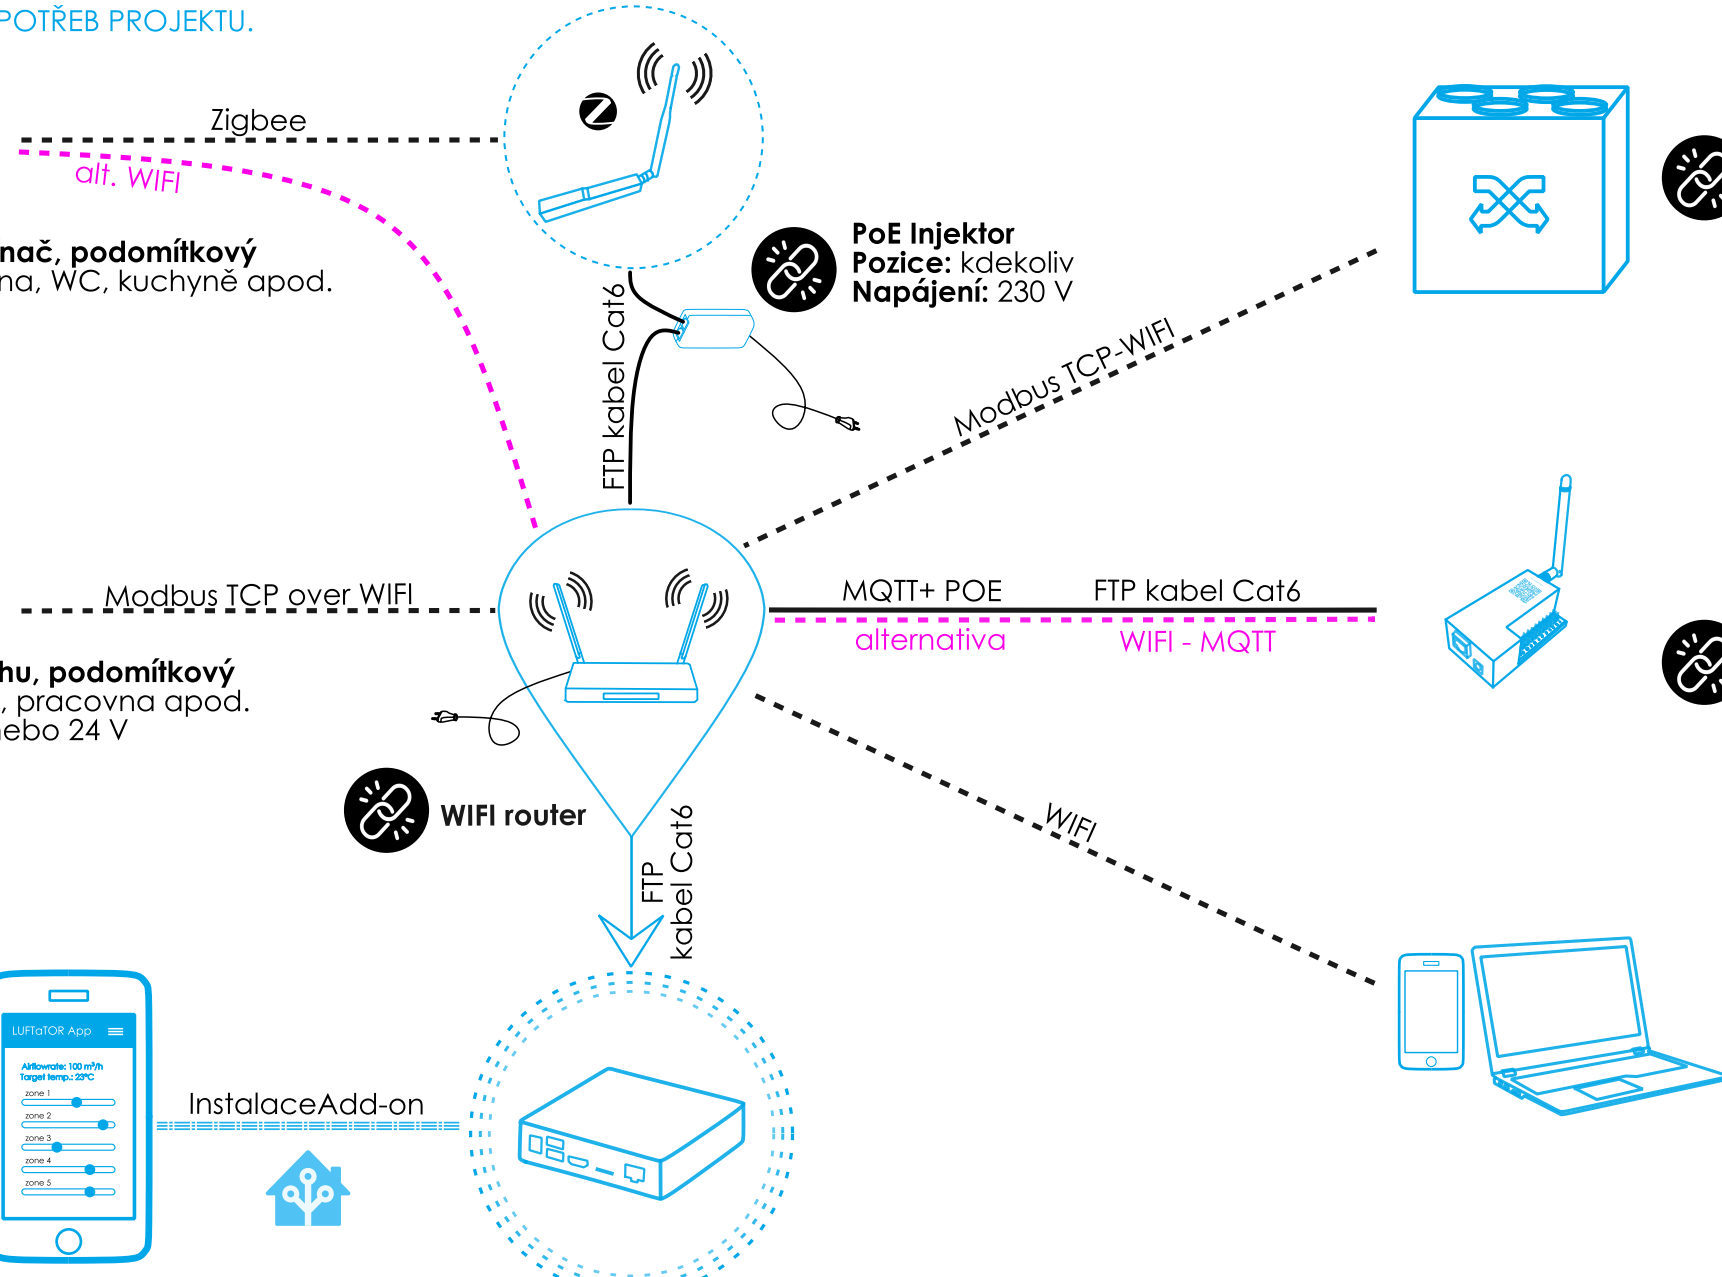 POTŘEB PROJEKTU.
Zigbee
alt. WIFI
nač, podomítkový
na, WC, kuchyně apod.
PoE Injektor
Pozice: kdekoliv
Napájení: 230 V
FTP kabel Cat6
Modbus TCP-WIFI
Modbus TCP over WIFI
MQTT+ POE
FTP kabel Cat6
alternativa
WIFI - MQTT
hu, podomítkový
, pracovna apod.
nebo 24 V
WIFI router
WIFI
FTP
kabel Cat6
LUFTaTOR App
Airflowrate: 100 m³/h
Target temp.: 23°C
zone 1
zone 2
zone 3
zone 4
zone 5
InstalaceAdd-on